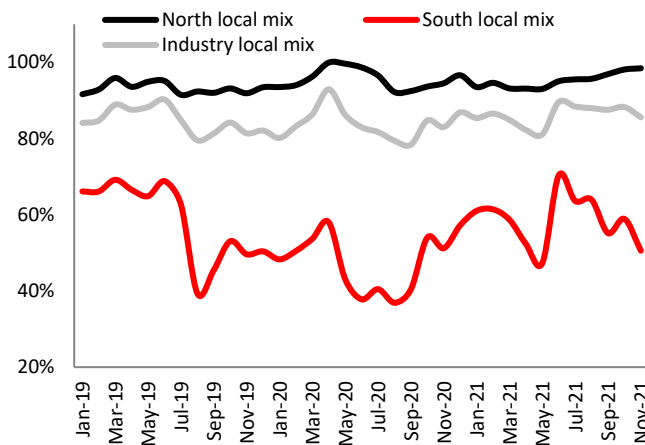 North local mix
South local mix
Industry local mix
100%
80%
60%
40%
20%
Jan-19
Mar-19
May-19
Jul-19
Sep-19
Nov-19
Jan-20
Mar-20
May-20
Jul-20
Sep-20
Nov-20
Jan-21
Mar-21
May-21
Jul-21
Sep-21
Nov-21